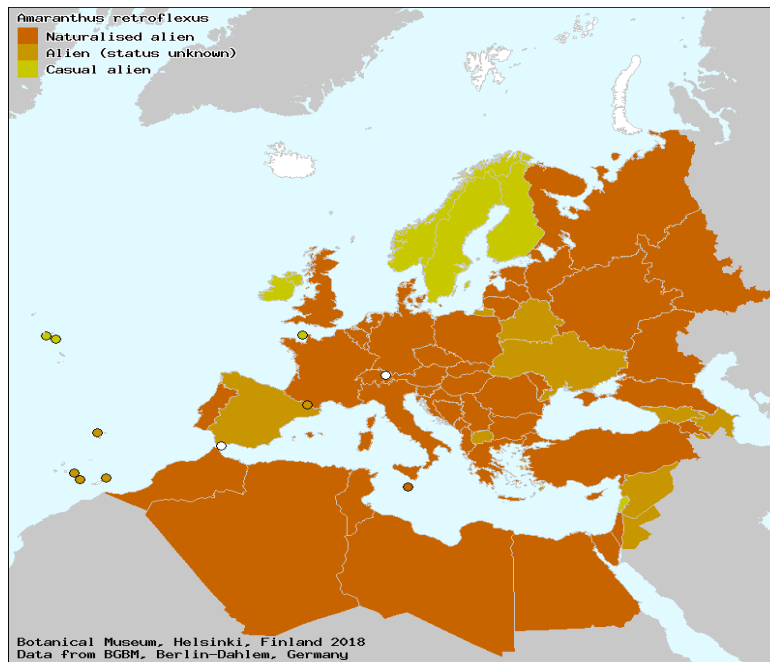 Amaranthus retroflexus
Naturalised alien
Alien (status unknown)
Casual alien
Botanical Museum, Helsinki, Finland 2018
Data from BGBM, Berlin-Dahlem, Germany